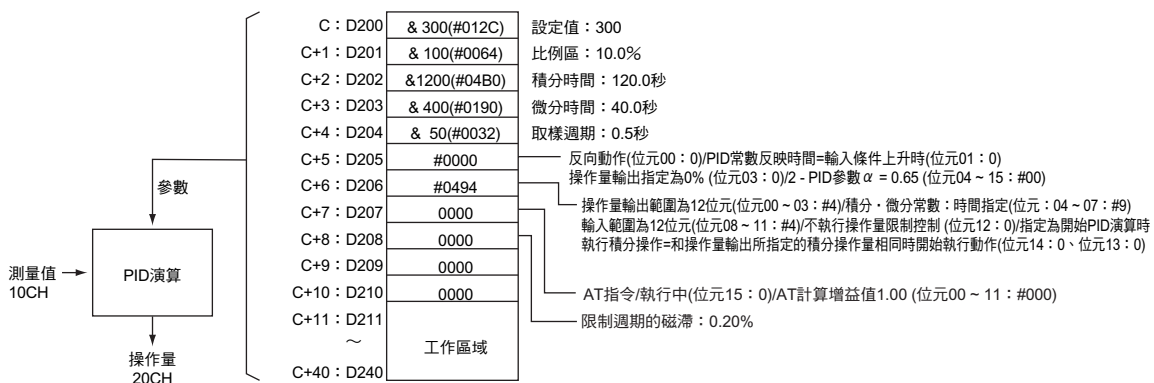 C：D200 & 300(#012C) 設定值：300
C+1：D201 & 100(#0064) 比例區：10.0％
C+2：D202 &1200(#04B0) 積分時間：120.0秒
C+3：D203 & 400(#0190) 微分時間：40.0秒
C+4：D204 & 50(#0032) 取樣週期：0.5秒
C+5：D205 #0000 反向動作(位元00：0)/PID常數反映時間=輸入條件上升時(位元01：0)
操作量輸出指定為0% (位元03：0)/2 - PID參數α = 0.65 (位元04 ~ 15：#00)
C+6：D206 #0494
操作量輸出範圍為12位元(位元00 ~ 03：#4)/積分・微分常數：時間指定(位元：04 ~ 07：#9)
輸入範圍為12位元(位元08 ~ 11：#4)/不執行操作量限制控制 (位元12：0)/指定為開始PID演算時
執行積分操作=和操作量輸出所指定的積分操作量相同時開始執行動作(位元14：0、位元13：0)
C+7：D207 0000
C+8：D208 0000
C+9：D209 0000
C+10：D210 0000
AT指令/執行中(位元15：0)/AT計算增益值1.00 (位元00 ~ 11：#000)
限制週期的磁滯：0.20%
C+11：D211
～ 工作區域
C+40：D240
參數
測量值
10CH
PID演算
操作量
20CH